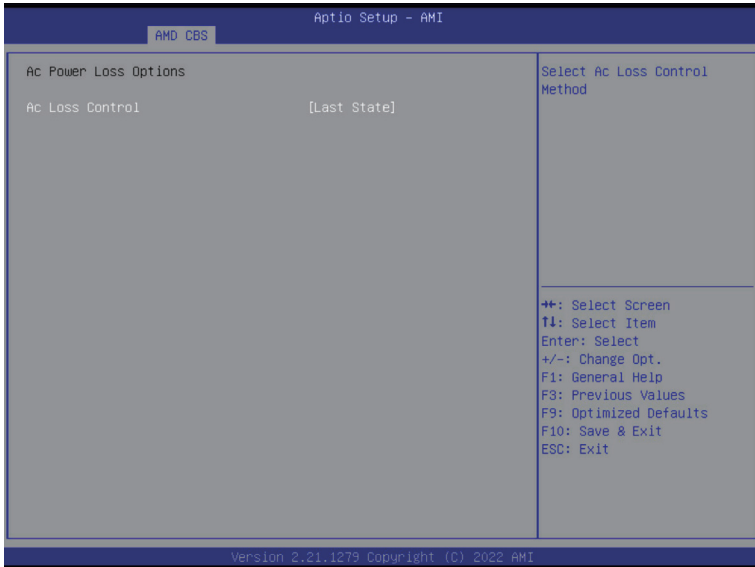 Aptio Setup – AMI
AMD CBS
Ac Power Loss Options
Ac Loss Control [Last State]
Select Ac Loss Control
Method
→←: Select Screen
↑↓: Select Item
Enter: Select
+/-: Change Opt.
F1: General Help
F3: Previous Values
F9: Optimized Defaults
F10: Save & Exit
ESC: Exit
Version 2.21.1279 Copyright (C) 2022 AMI